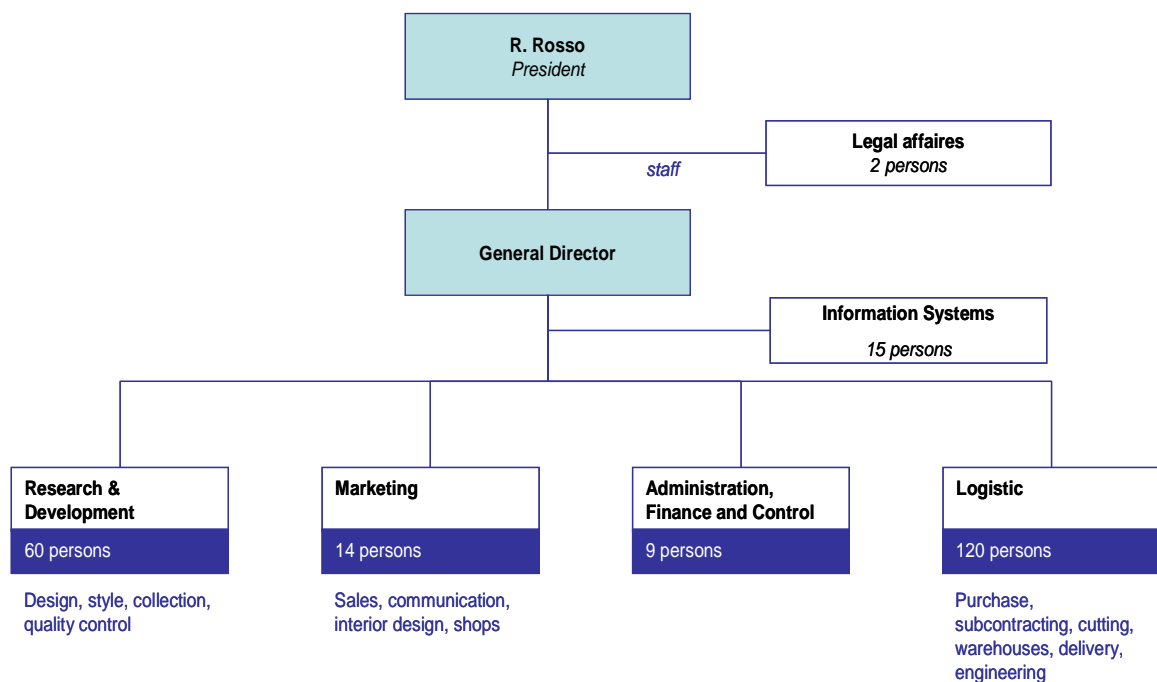 R. Rosso
President
Legal affaires
2 persons
staff
General Director
Information Systems
15 persons
Research &
Development
60 persons
Design, style, collection,
quality control
Marketing
14 persons
Sales, communication,
interior design, shops
Administration,
Finance and Control
9 persons
Logistic
120 persons
Purchase,
subcontracting, cutting,
warehouses, delivery,
engineering